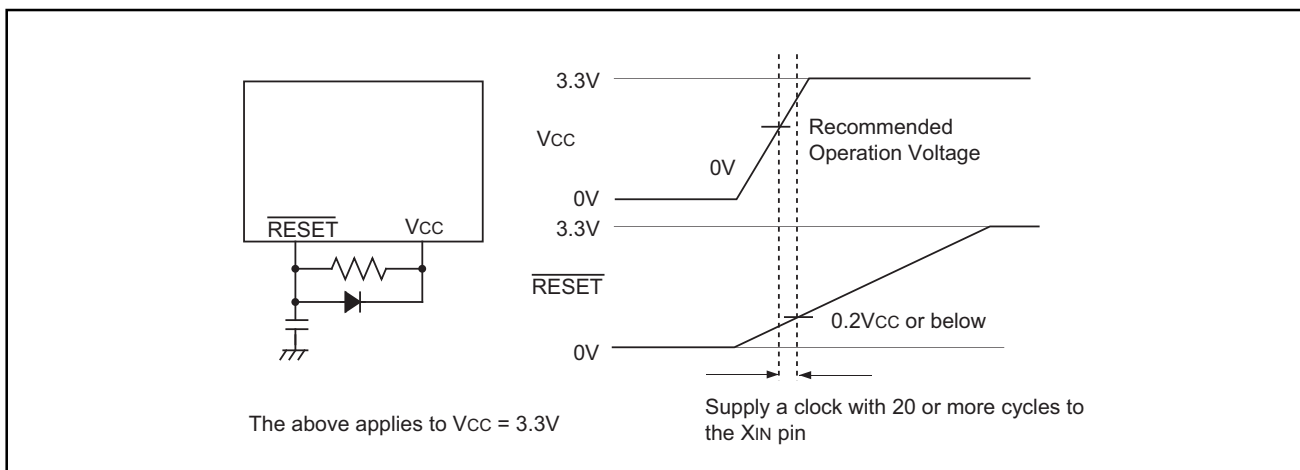 RESET
VCC
The above applies to VCC = 3.3V
3.3V
VCC
0V
0V
Recommended
Operation Voltage
3.3V
RESET
0V
0.2VCC or below
Supply a clock with 20 or more cycles to
the XIN pin